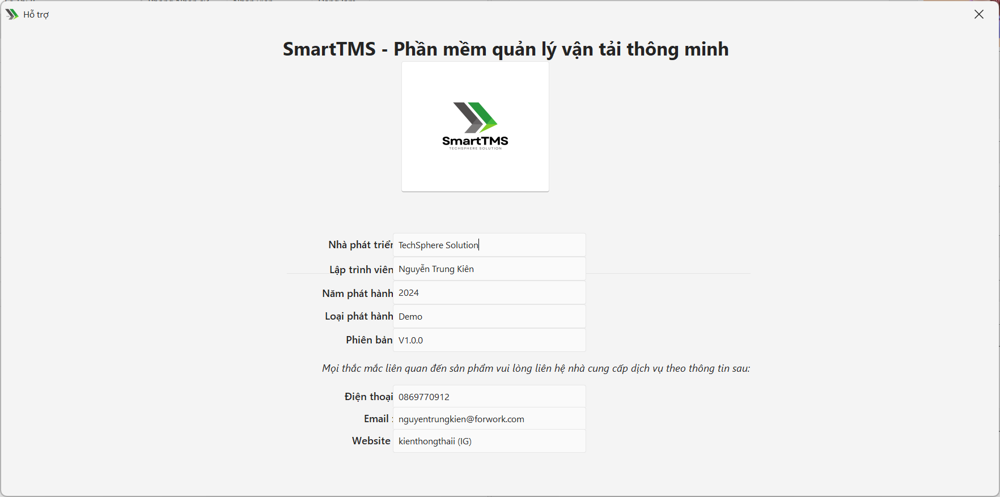 Hỗ trợ
SmartTMS - Phần mềm quản lý vận tải thông minh
SmartTMS
TECHSPHERE SOLUTION
Nhà phát triển TechSphere Solution
Lập trình viên Nguyễn Trung Kiên
Năm phát hành 2024
Loại phát hành Demo
Phiên bản V1.0.0
Mọi thắc mắc liên quan đến sản phẩm vui lòng liên hệ nhà cung cấp dịch vụ theo thông tin sau:
Điện thoại 0869770912
Email : nguyentrungkien@forwork.com
Website kienthongthaii (IG)